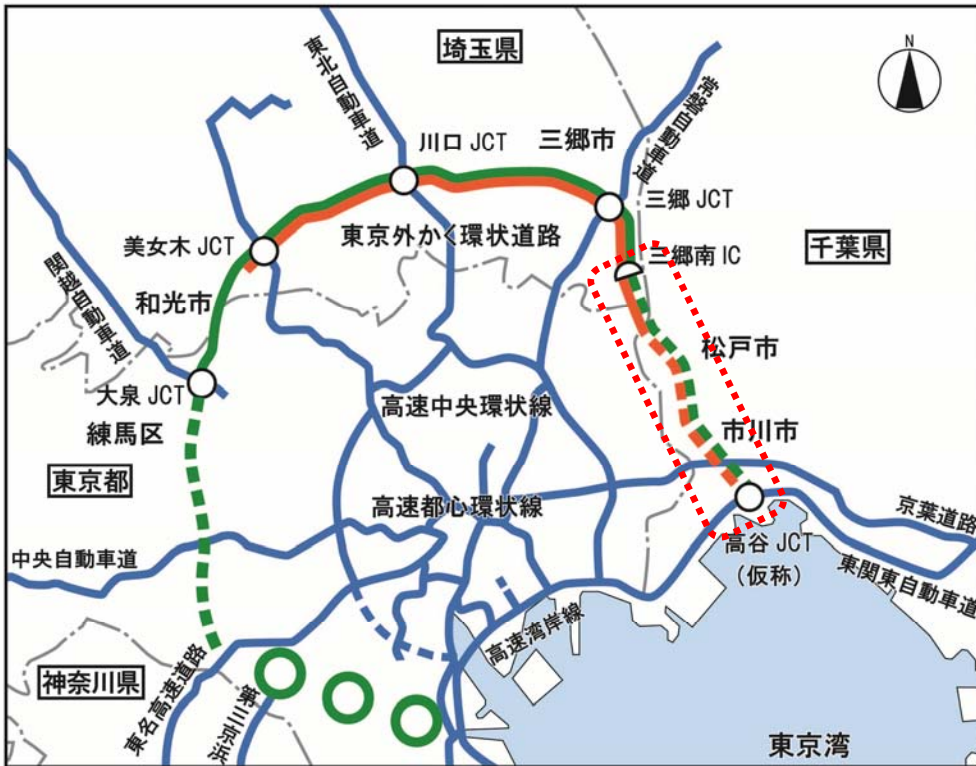 埼玉県
N
東北自動車道
常磐自動車道
川口 JCT
三郷市
三郷 JCT
美女木 JCT
東京外かく環状道路
三郷南 IC
千葉県
関越自動車道
和光市
松戸市
大泉 JCT
高速中央環状線
練馬区
市川市
東京都
高速都心環状線
京葉道路
中央自動車道
高谷 JCT
(仮称)
東関東自動車道
高速湾岸線
神奈川県
東名高速道路
第三京浜
東京湾